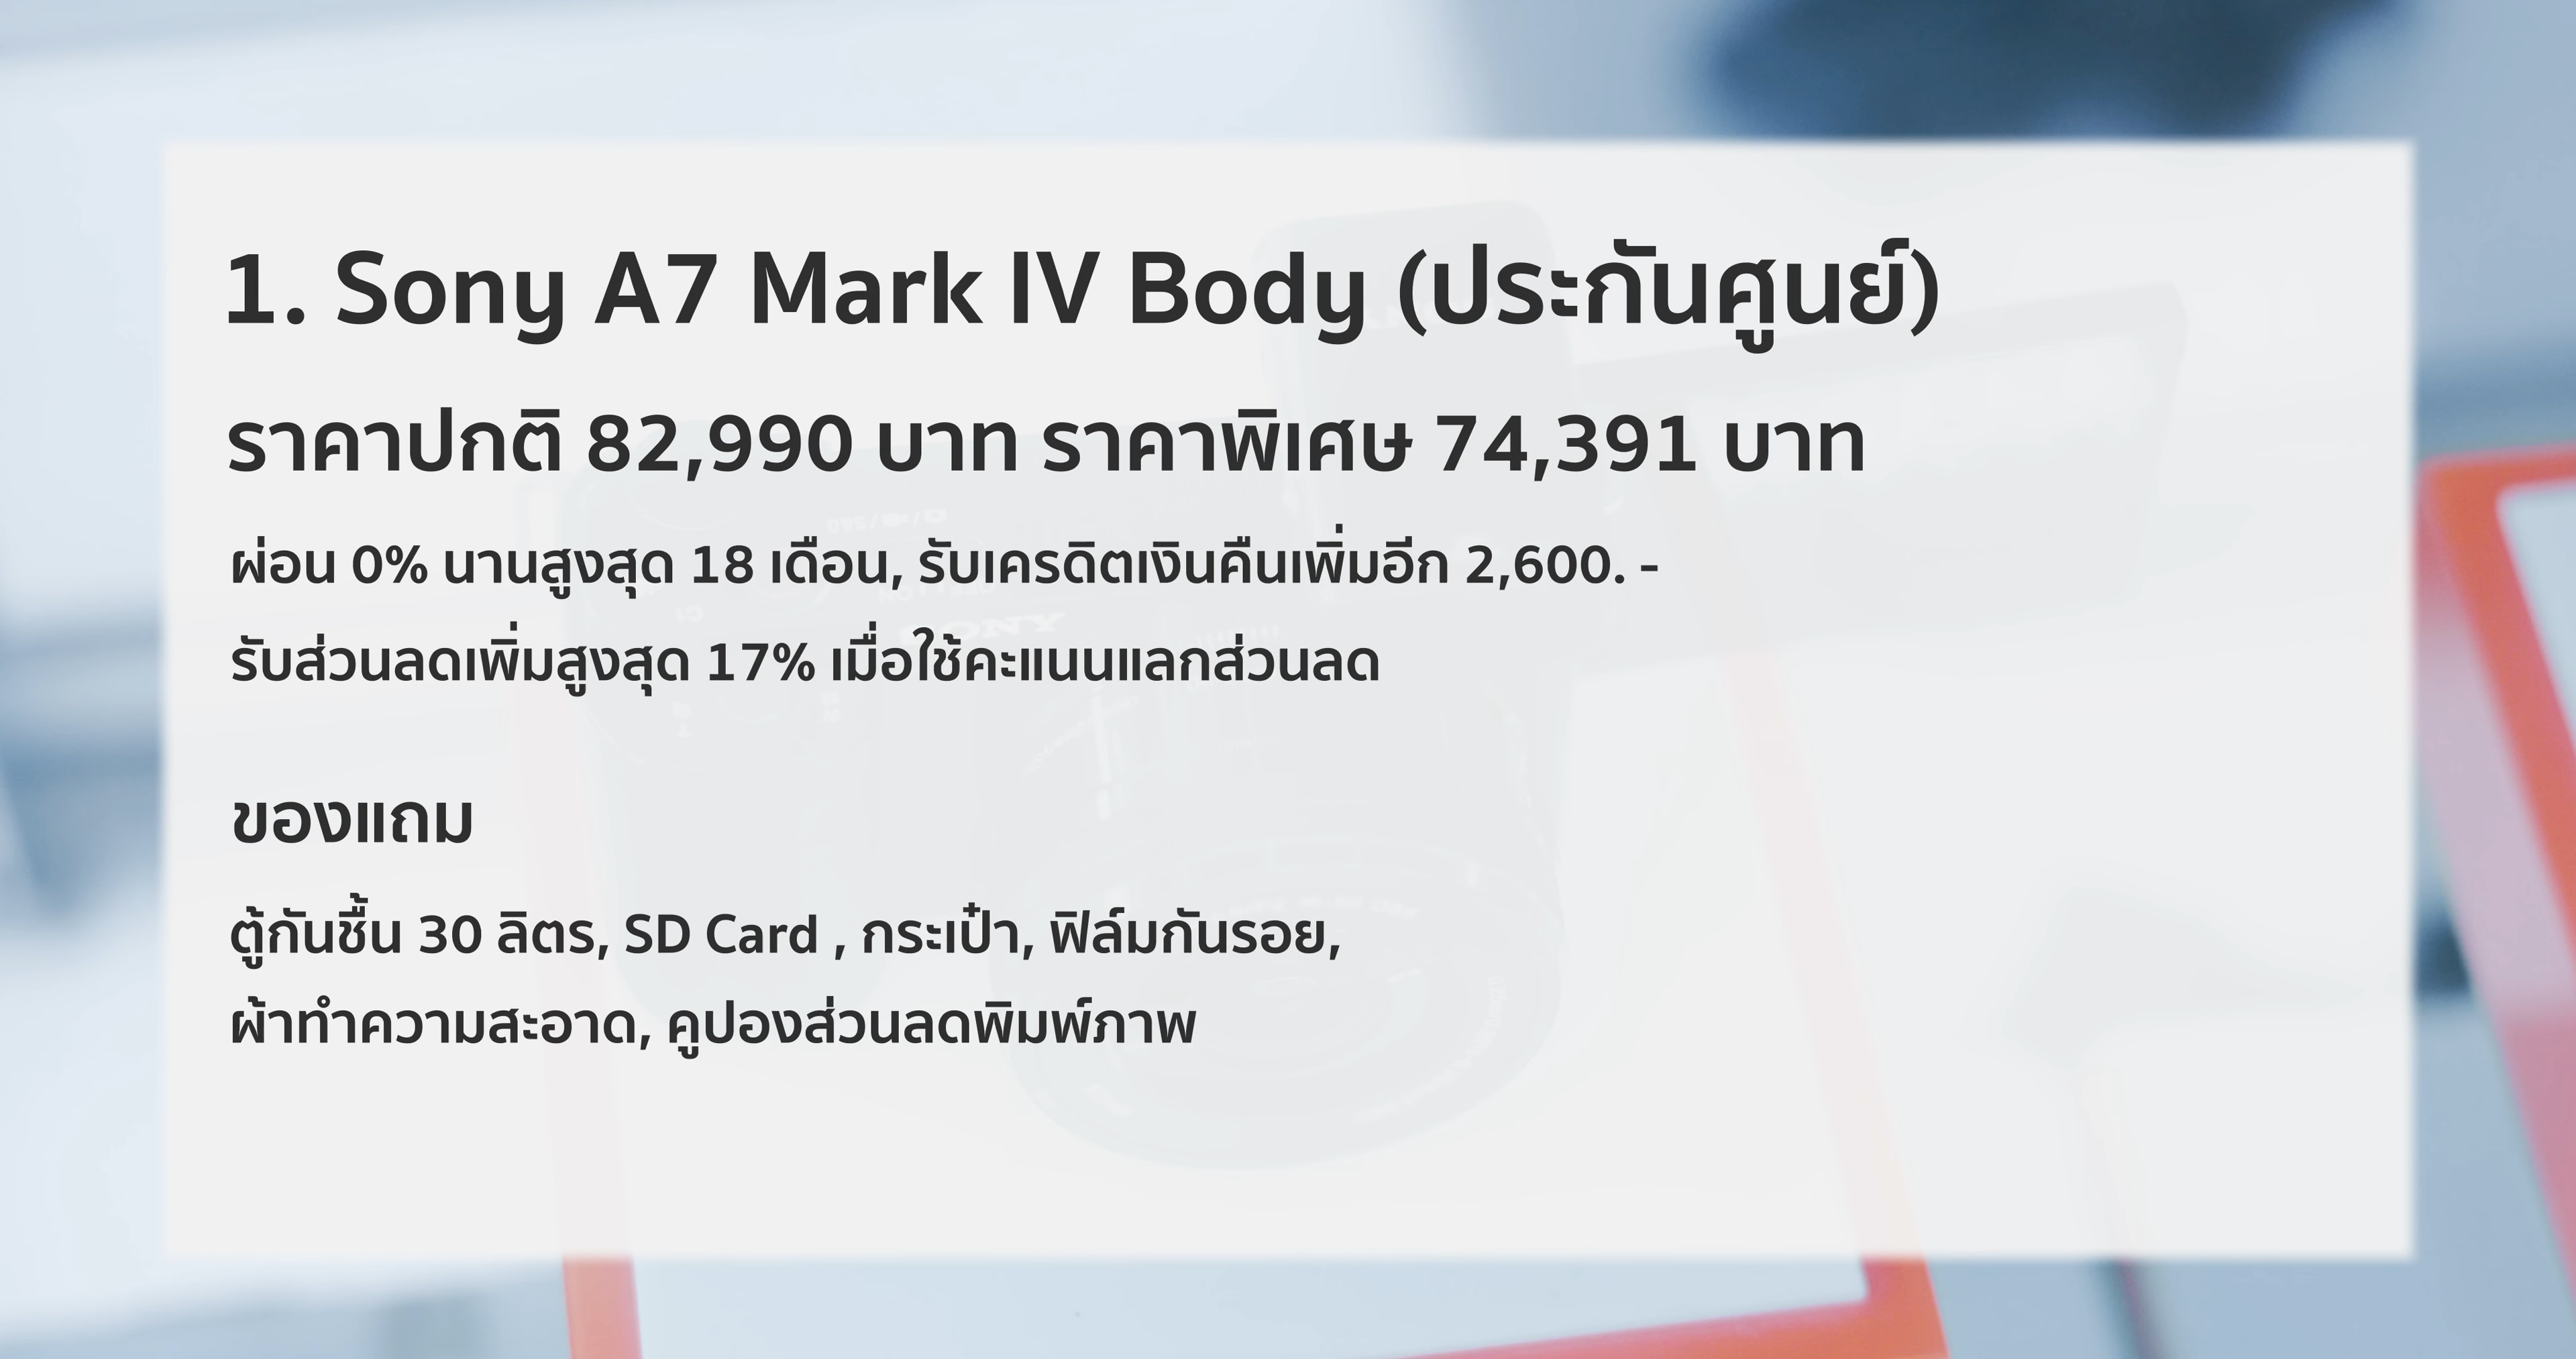 1. Sony A7 Mark IV Body (ประกันศูนย์)
ราคาปกติ 82,990 บาท ราคาพิเศษ 74,391 บาท
ผ่อน 0% นานสูงสุด 18 เดือน, รับเครดิตเงินคืนเพิ่มอีก 2,600. -
รับส่วนลดเพิ่มสูงสุด 17% เมื่อใช้คะแนนแลกส่วนลด
ของแถม
ตู้กันชื้น 30 ลิตร, SD Card , กระเป๋า, ฟิล์มกันรอย,
ผ้าทำความสะอาด, คูปองส่วนลดพิมพ์ภาพ
SONY